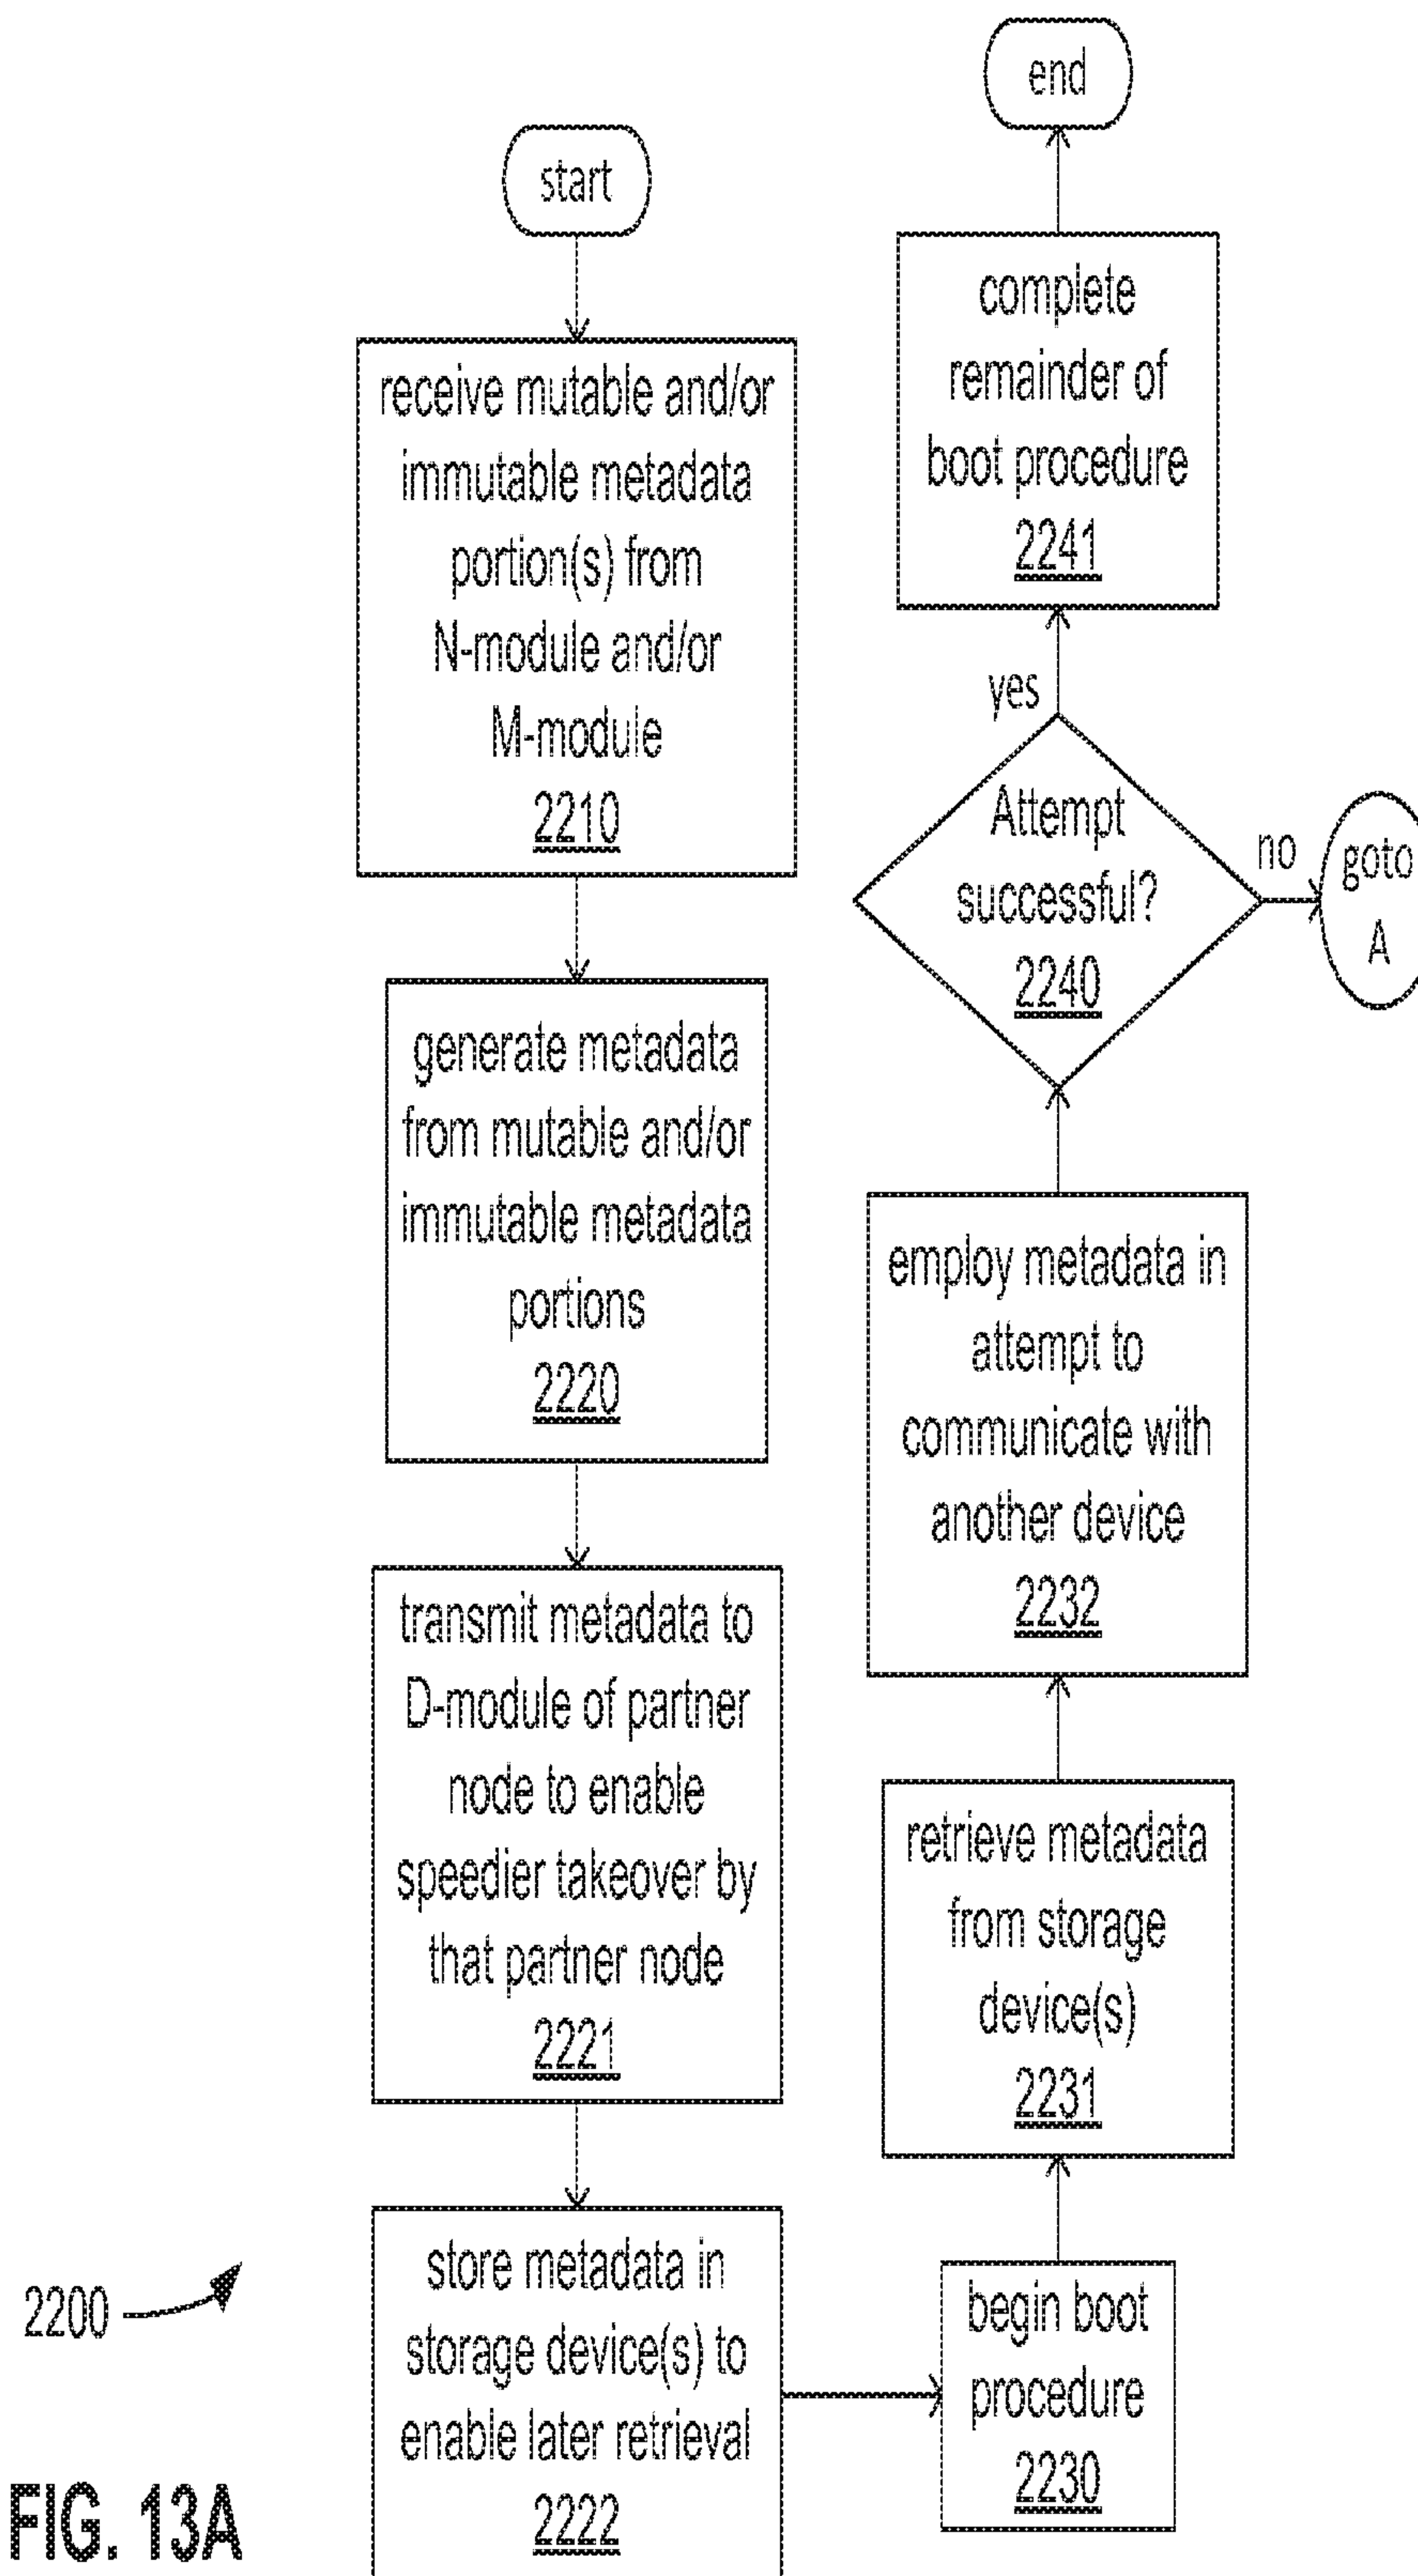 start
receive mutable and/or
immutable metadata
portion(s) from
N-module and/or
M-module
2210
generate metadata
from mutable and/or
immutable metadata
portions
2220
transmit metadata to
D-module of partner
node to enable
speedier takeover by
that partner node
2221
store metadata in
storage device(s) to
enable later retrieval
2222
begin boot
procedure
2230
retrieve metadata
from storage
device(s)
2231
employ metadata in
attempt to
communicate with
another device
2232
Attempt
successful?
2240
yes
no
goto
A
complete
remainder of
boot procedure
2241
end
2200
FIG. 13A